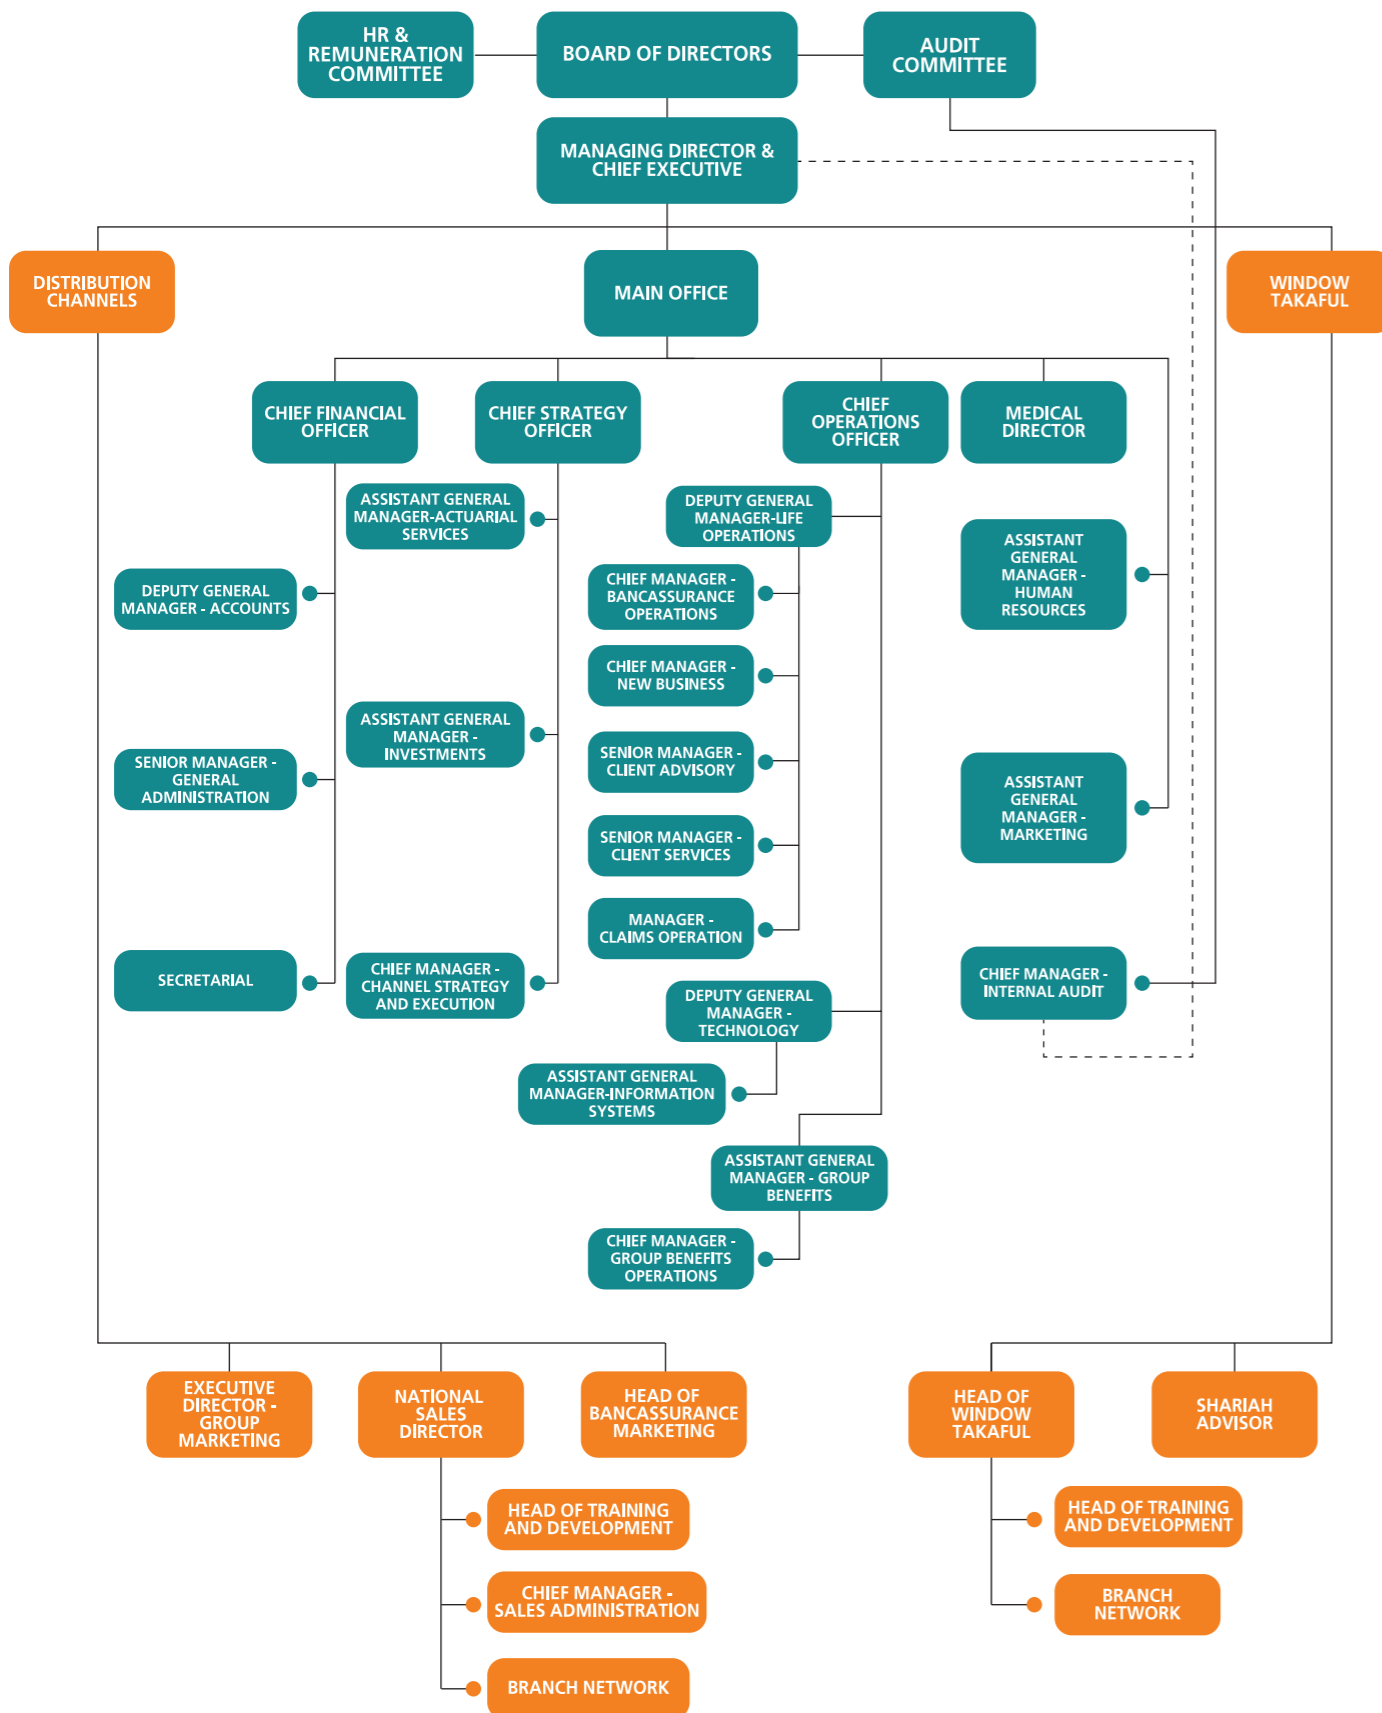 HR &
REMUNERATION
COMMITTEE
BOARD OF DIRECTORS
AUDIT
COMMITTEE
MANAGING DIRECTOR &
CHIEF EXECUTIVE
DISTRIBUTION
CHANNELS
MAIN OFFICE
WINDOW
TAKAFUL
CHIEF FINANCIAL
OFFICER
CHIEF STRATEGY
OFFICER
CHIEF
OPERATIONS
OFFICER
MEDICAL
DIRECTOR
DEPUTY GENERAL
MANAGER - ACCOUNTS
SENIOR MANAGER -
GENERAL
ADMINISTRATION
SECRETARIAL
ASSISTANT GENERAL
MANAGER-ACTUARIAL
SERVICES
ASSISTANT GENERAL
MANAGER -
INVESTMENTS
CHIEF MANAGER -
CHANNEL STRATEGY
AND EXECUTION
DEPUTY GENERAL
MANAGER-LIFE
OPERATIONS
CHIEF MANAGER -
BANCASSURANCE
OPERATIONS
CHIEF MANAGER -
NEW BUSINESS
SENIOR MANAGER -
CLIENT ADVISORY
SENIOR MANAGER -
CLIENT SERVICES
MANAGER -
CLAIMS OPERATION
DEPUTY GENERAL
MANAGER -
TECHNOLOGY
ASSISTANT GENERAL
MANAGER-INFORMATION
SYSTEMS
ASSISTANT GENERAL
MANAGER - GROUP
BENEFITS
CHIEF MANAGER -
GROUP BENEFITS
OPERATIONS
ASSISTANT
GENERAL
MANAGER -
HUMAN
RESOURCES
ASSISTANT
GENERAL
MANAGER -
MARKETING
CHIEF MANAGER -
INTERNAL AUDIT
EXECUTIVE
DIRECTOR -
GROUP
MARKETING
NATIONAL
SALES
DIRECTOR
HEAD OF
BANCASSURANCE
MARKETING
HEAD OF
WINDOW
TAKAFUL
SHARIAH
ADVISOR
HEAD OF TRAINING
AND DEVELOPMENT
CHIEF MANAGER -
SALES ADMINISTRATION
BRANCH NETWORK
HEAD OF TRAINING
AND DEVELOPMENT
BRANCH
NETWORK